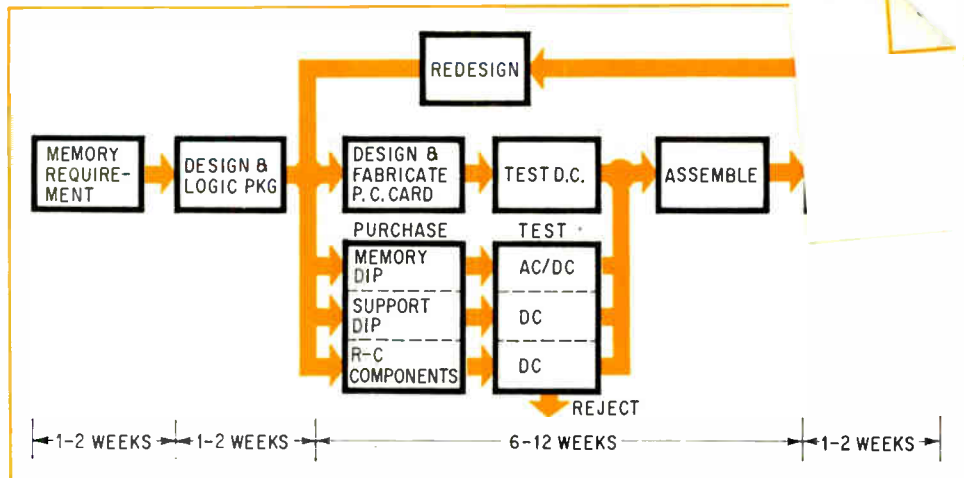 REDESIGN
MEMORY
REQUIRE-
MENT
DESIGN &
LOGIC PKG
DESIGN &
FABRICATE
P.C. CARD
TEST D.C.
ASSEMBLE
PURCHASE
TEST
MEMORY
DIP
AC/DC
SUPPORT
DIP
DC
R-C
COMPONENTS
DC
REJECT
1-2 WEEKS
1-2 WEEKS
6-12 WEEKS
1-2 WEEKS